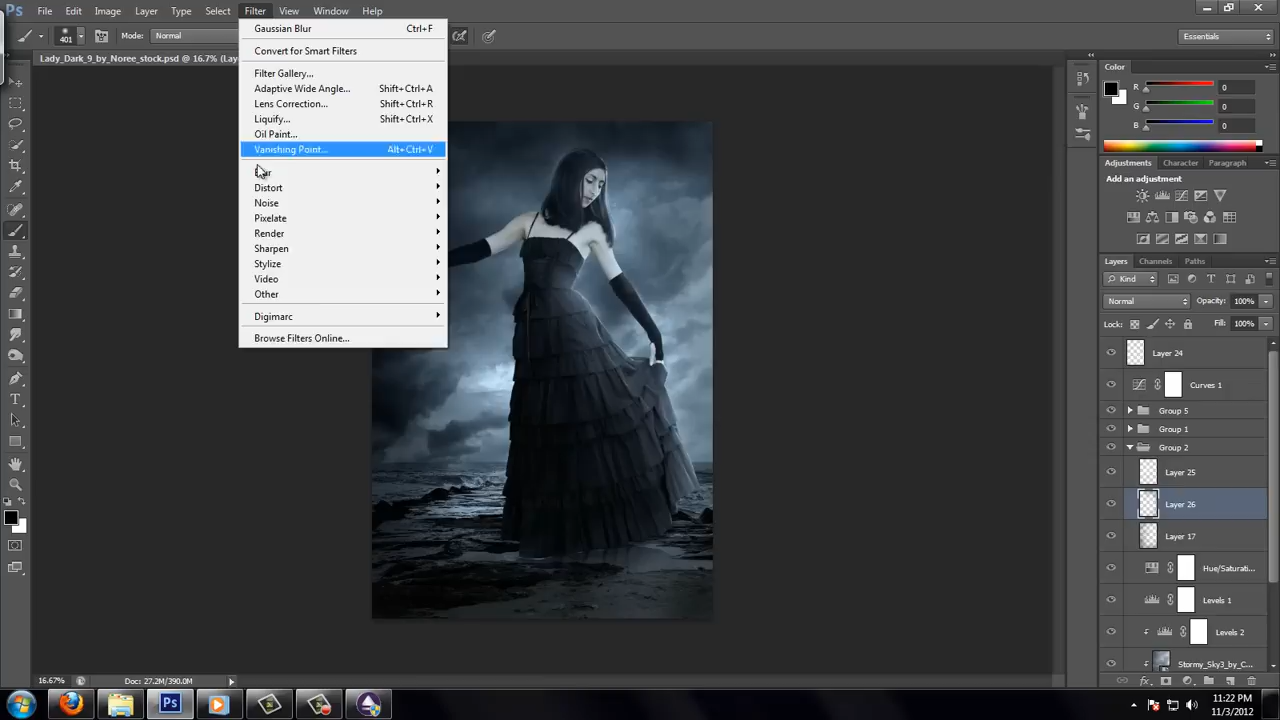 Ps File Edit Image Layer Type Select Filter View Window Help
401 Mode: Normal Essentials
Lady_Dark_9_by_Noree_stock.psd @ 16.7% (Lay
Gaussian Blur Ctrl+F
Convert for Smart Filters
Filter Gallery...
Adaptive Wide Angle... Shift+Ctrl+A
Lens Correction... Shift+Ctrl+R
Liquify... Shift+Ctrl+X
Oil Paint...
Vanishing Point... Alt+Ctrl+V
Distort
Noise
Pixelate
Render
Sharpen
Stylize
Video
Other
Digimarc
Browse Filters Online...
Color
R 0
G 0
B 0
Adjustments Character Paragraph
Add an adjustment
Layers Channels Paths
Kind
Normal Opacity: 100%
Lock: Fill: 100%
Layer 24
Curves 1
Group 5
Group 1
Group 2
Layer 25
Layer 26
Layer 17
Hue/Saturati...
Levels 1
Levels 2
Stormy_Sky3_by_C...
16.67% Doc: 27.2M/390.0M
fx
Ps
11:22 PM
11/3/2012